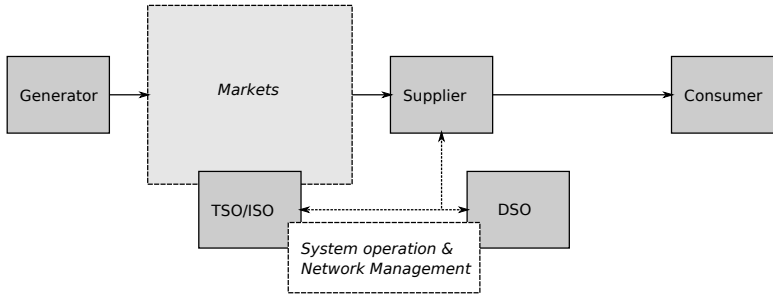 Markets
Generator
Supplier
Consumer
TSO/ISO
DSO
System operation &
Network Management